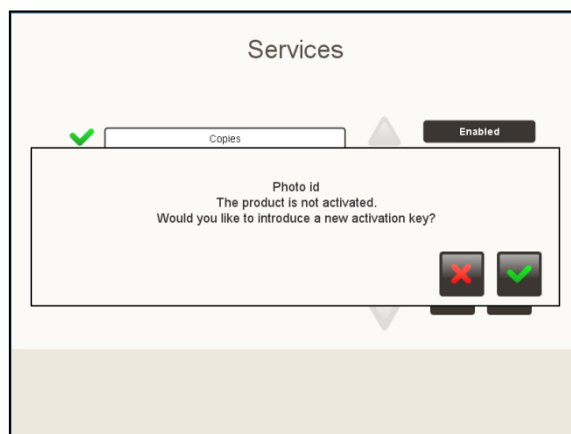 Services
Copies
Enabled
Photo id
The product is not activated.
Would you like to introduce a new activation key?